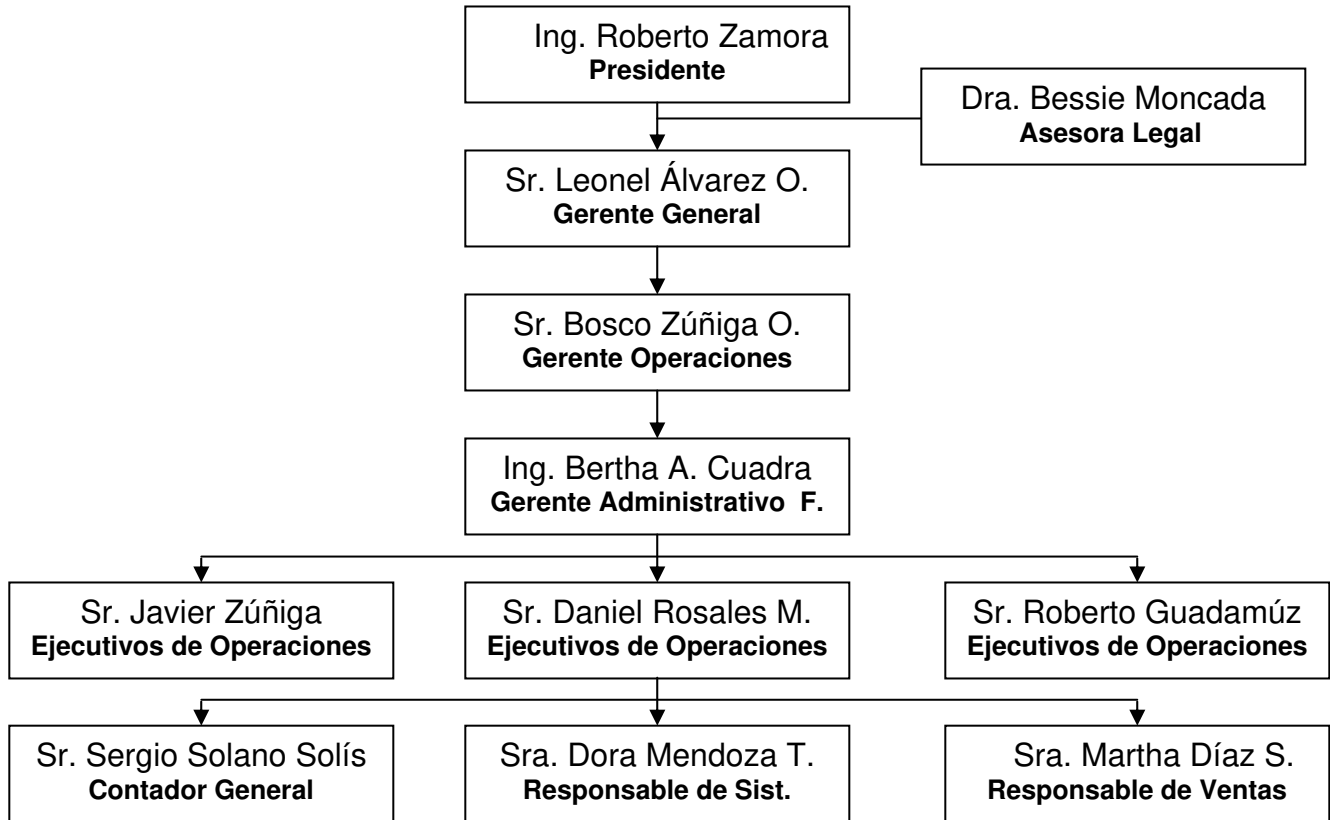 Ing. Roberto Zamora
Presidente
Dra. Bessie Moncada
Asesora Legal
Sr. Leonel Álvarez O.
Gerente General
Sr. Bosco Zúñiga O.
Gerente Operaciones
Ing. Bertha A. Cuadra
Gerente Administrativo F.
Sr. Javier Zúñiga
Ejecutivos de Operaciones
Sr. Daniel Rosales M.
Ejecutivos de Operaciones
Sr. Roberto Guadamúz
Ejecutivos de Operaciones
Sr. Sergio Solano Solís
Contador General
Sra. Dora Mendoza T.
Responsable de Sist.
Sra. Martha Díaz S.
Responsable de Ventas